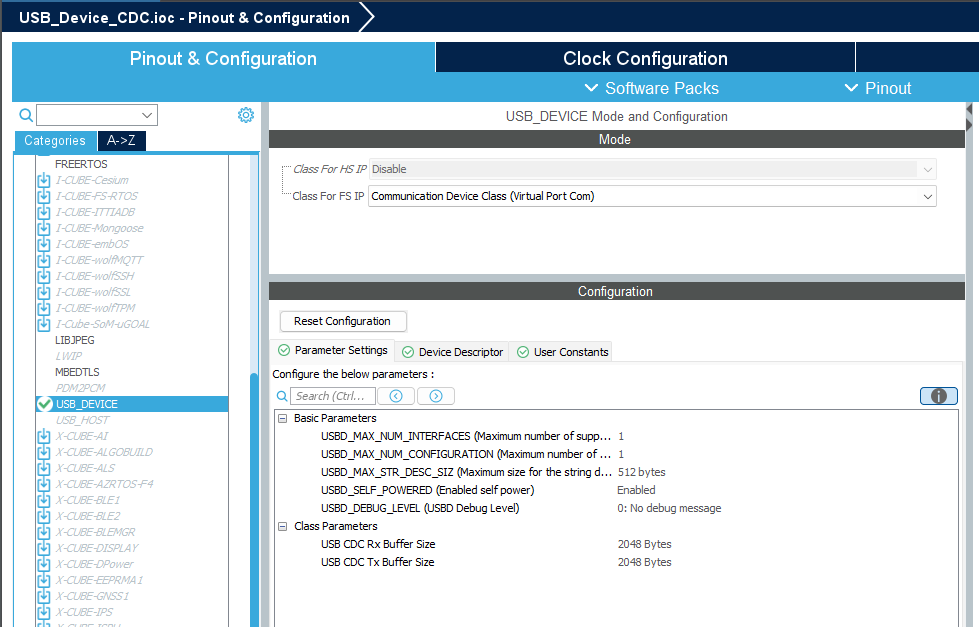 USB_Device_CDC.ioc - Pinout & Configuration
Pinout & Configuration
Clock Configuration
Software Packs
Pinout
Categories
A->Z
FREERTOS
I-CUBE-Cesium
I-CUBE-FS-RTOS
I-CUBE-ITTIADB
I-CUBE-Mongoose
I-CUBE-embOS
I-CUBE-wolfMQTT
I-CUBE-wolfSSH
I-CUBE-wolfSSL
I-CUBE-wolfTPM
I-Cube-SoM-uGOAL
LIBJPEG
LWIP
MBEDTLS
PDM2PCM
USB_DEVICE
USB_HOST
X-CUBE-AI
X-CUBE-ALGOBUILD
X-CUBE-ALS
X-CUBE-AZRTOS-F4
X-CUBE-BLE1
X-CUBE-BLE2
X-CUBE-BLEMGR
X-CUBE-DISPLAY
X-CUBE-DPower
X-CUBE-EEPRMA1
X-CUBE-GNSS1
X-CUBE-IPS
USB_DEVICE Mode and Configuration
Mode
Class For HS IP Disable
Class For FS IP Communication Device Class (Virtual Port Com)
Configuration
Reset Configuration
Parameter Settings
Device Descriptor
User Constants
Configure the below parameters :
Search (Ctrl...
Basic Parameters
USBD_MAX_NUM_INTERFACES (Maximum number of supp... 1
USBD_MAX_NUM_CONFIGURATION (Maximum number of ... 1
USBD_MAX_STR_DESC_SIZ (Maximum size for the string d... 512 bytes
USBD_SELF_POWERED (Enabled self power) Enabled
USBD_DEBUG_LEVEL (USBD Debug Level) 0: No debug message
Class Parameters
USB CDC Rx Buffer Size 2048 Bytes
USB CDC Tx Buffer Size 2048 Bytes